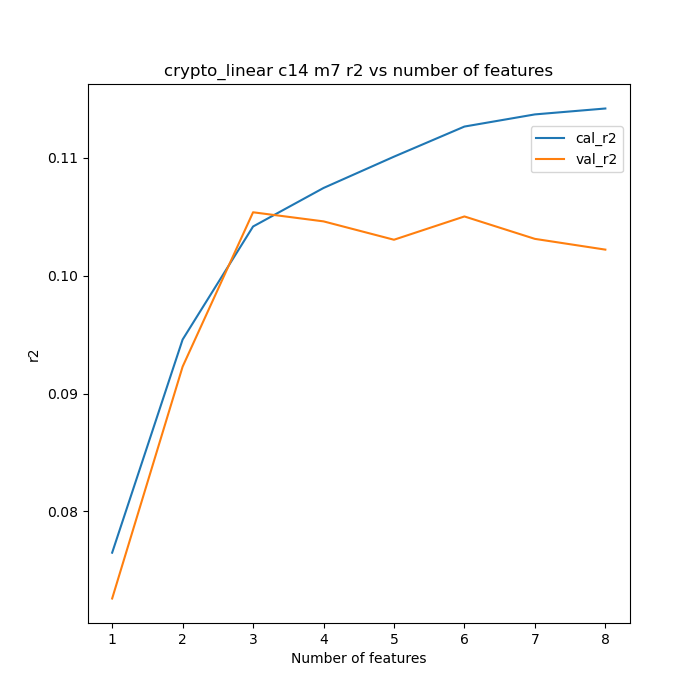 crypto_linear c14 m7 r2 vs number of features
cal_r2
val_r2
0.11
0.10
0.09
0.08
r2
1 2 3 4 5 6 7 8
Number of features